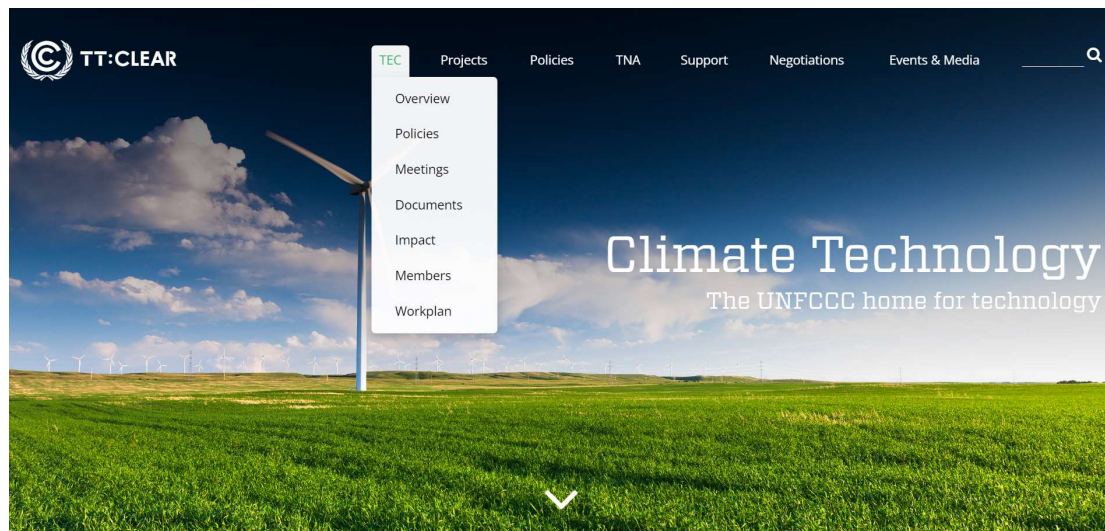 TT:CLEAR
TEC Projects Policies TNA Support Negotiations Events & Media
Overview
Policies
Meetings
Documents
Impact
Members
Workplan
Climate Technology
The UNFCCC home for technology